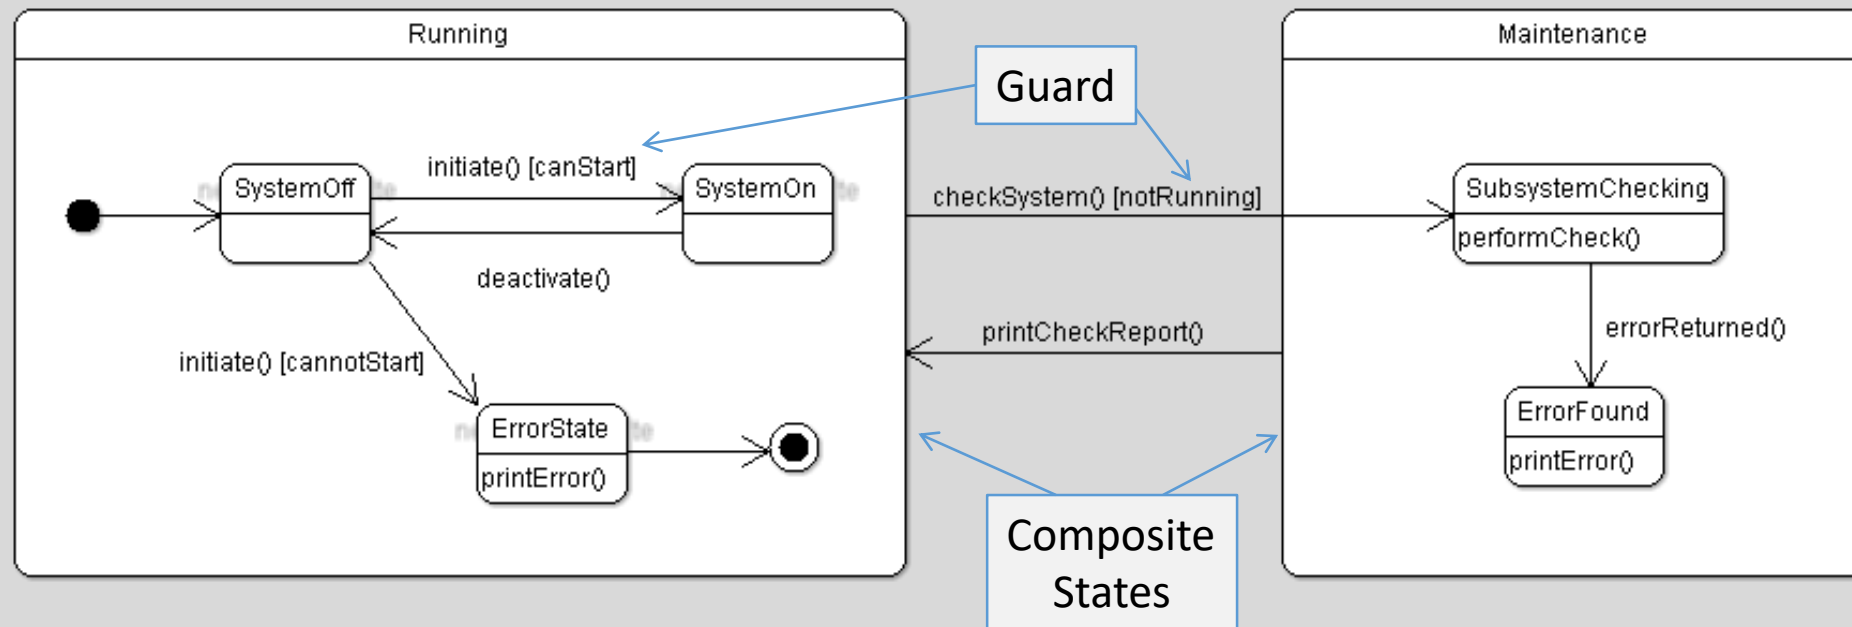 Running
Maintenance
Guard
initiate() [canStart]
SystemOff
SystemOn
checkSystem() [notRunning]
SubsystemChecking
performCheck()
deactivate()
printCheckReport()
errorReturned()
initiate() [cannotStart]
ErrorState
printError()
ErrorFound
printError()
Composite
States